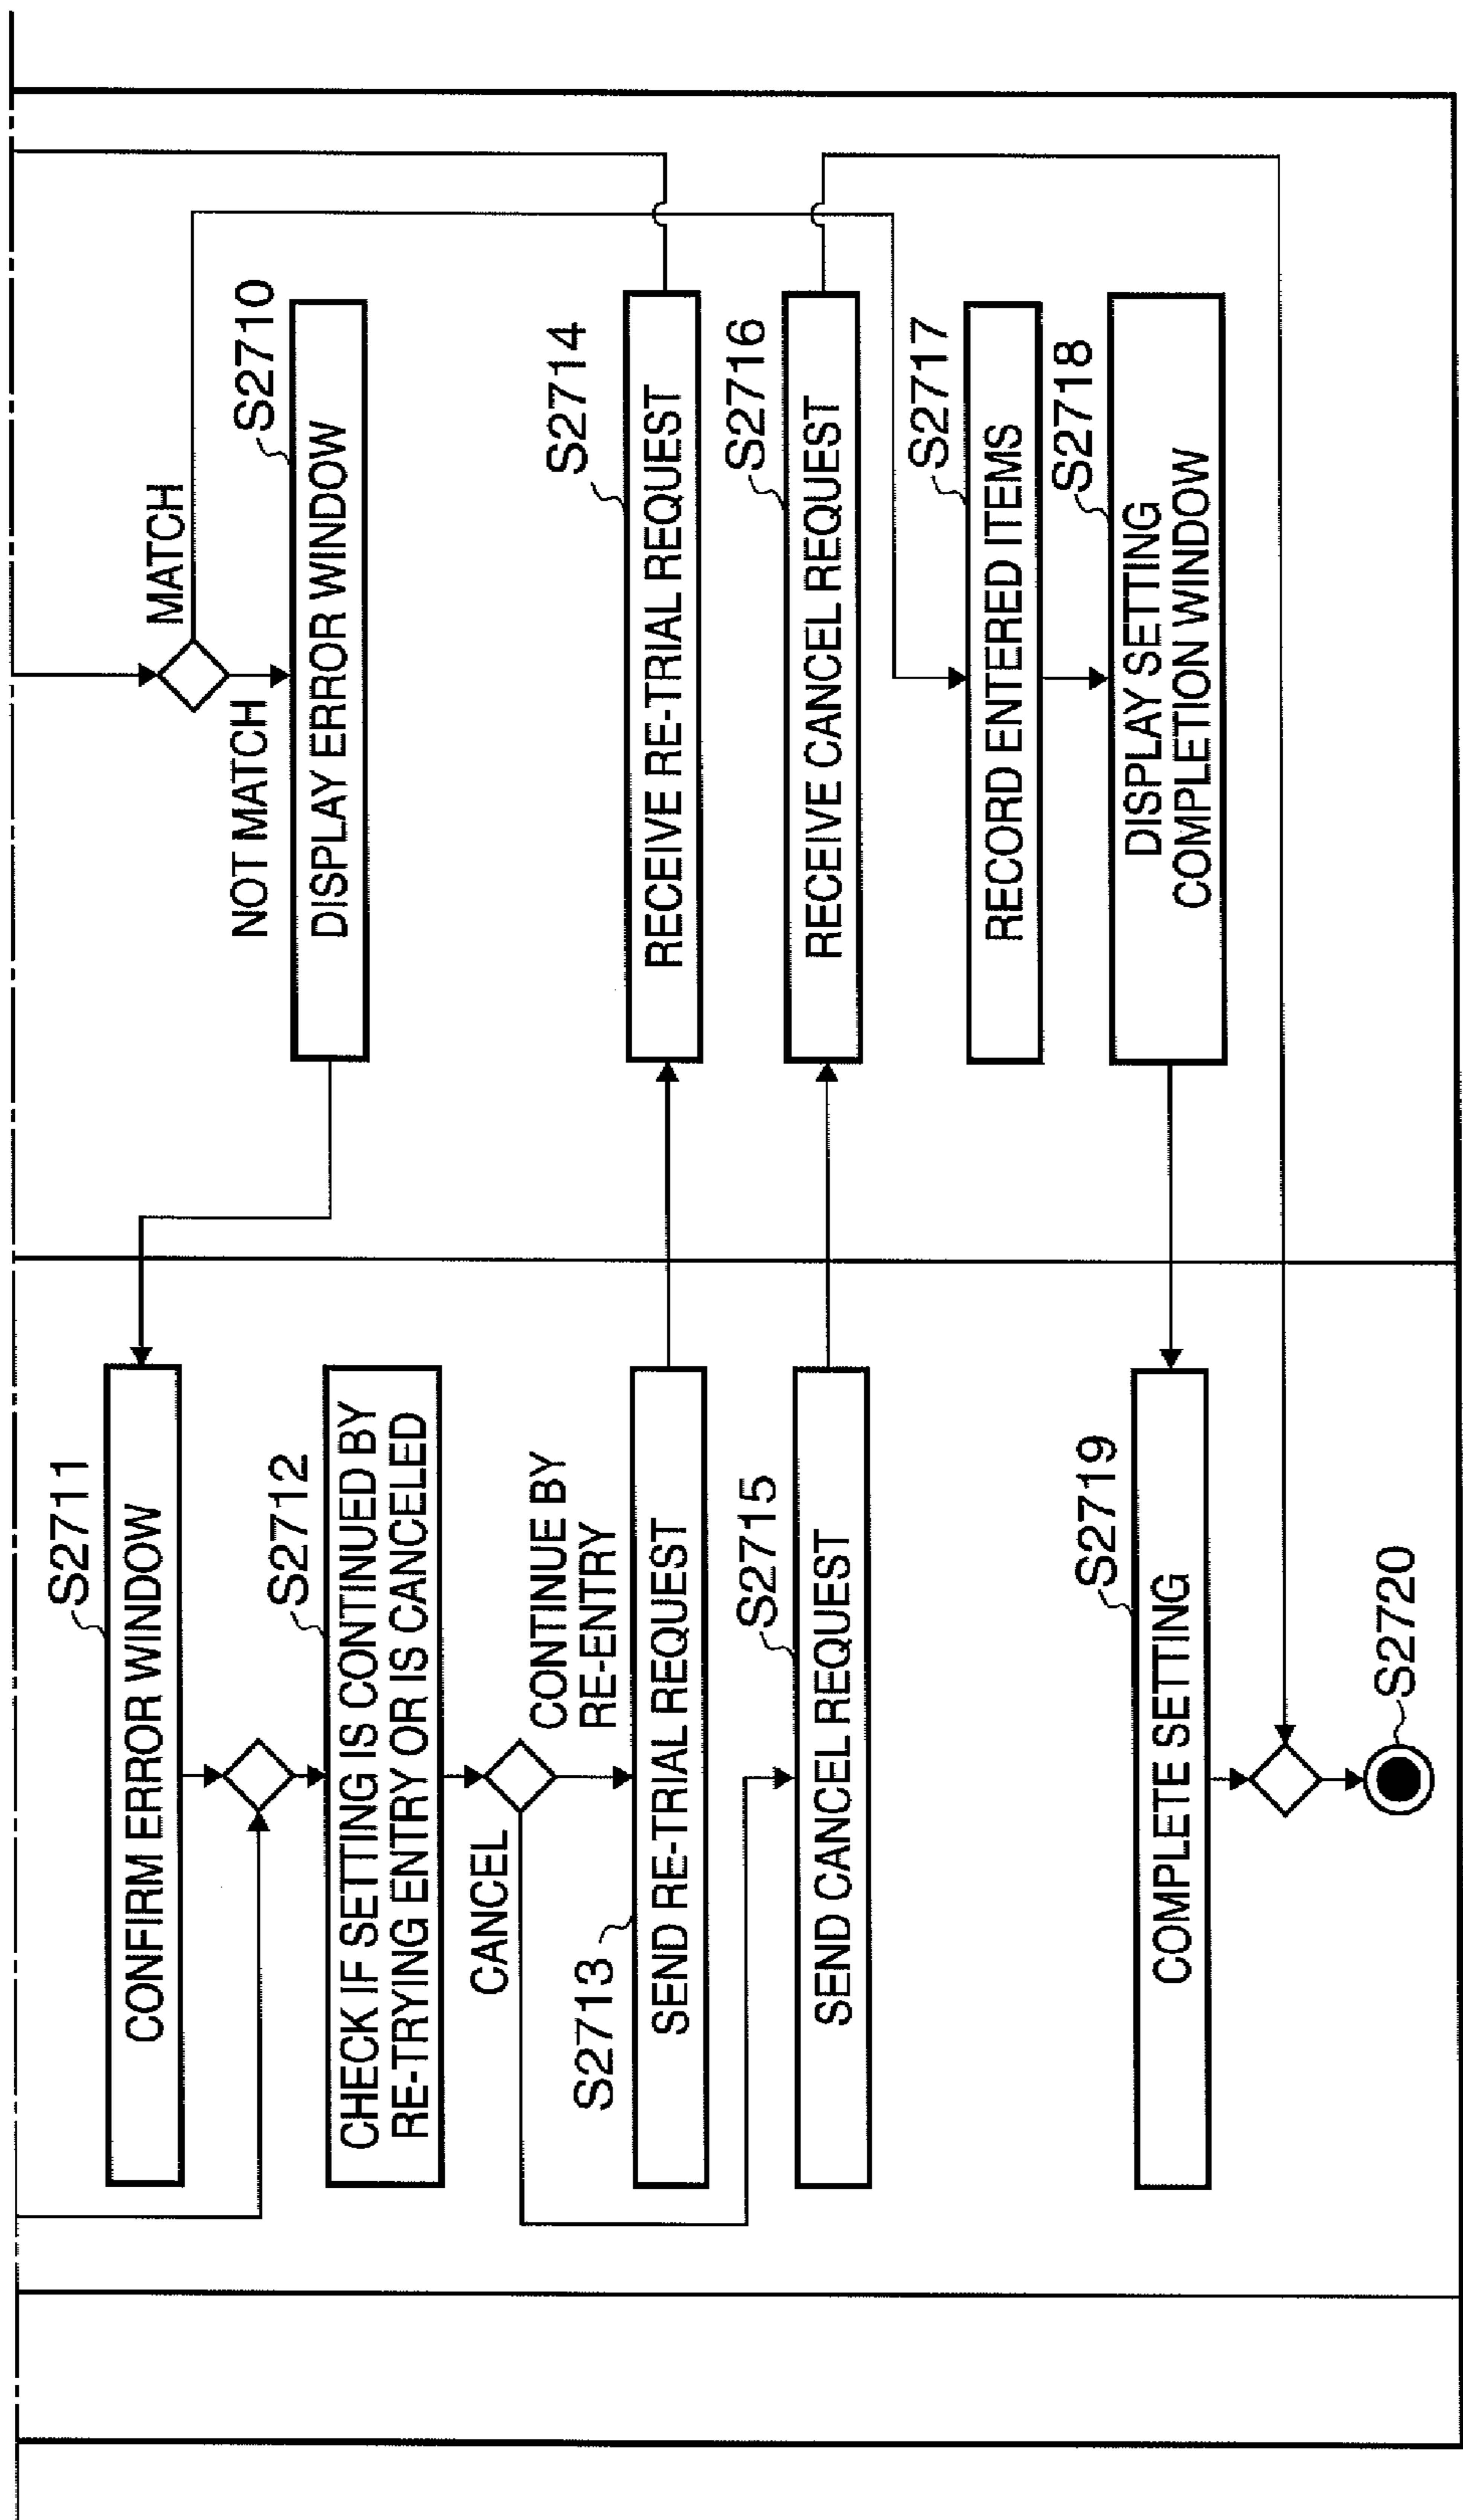 MATCH
S2710
NOT MATCH
DISPLAY ERROR WINDOW
S2711
CONFIRM ERROR WINDOW
S2712
CHECK IF SETTING IS CONTINUED BY
RE-TRYING ENTRY OR IS CANCELED
CANCEL
CONTINUE BY
RE-ENTRY
S2713
SEND RE-TRIAL REQUEST
S2714
RECEIVE RE-TRIAL REQUEST
S2715
SEND CANCEL REQUEST
S2716
RECEIVE CANCEL REQUEST
S2717
RECORD ENTERED ITEMS
S2718
DISPLAY SETTING
COMPLETION WINDOW
S2719
COMPLETE SETTING
S2720